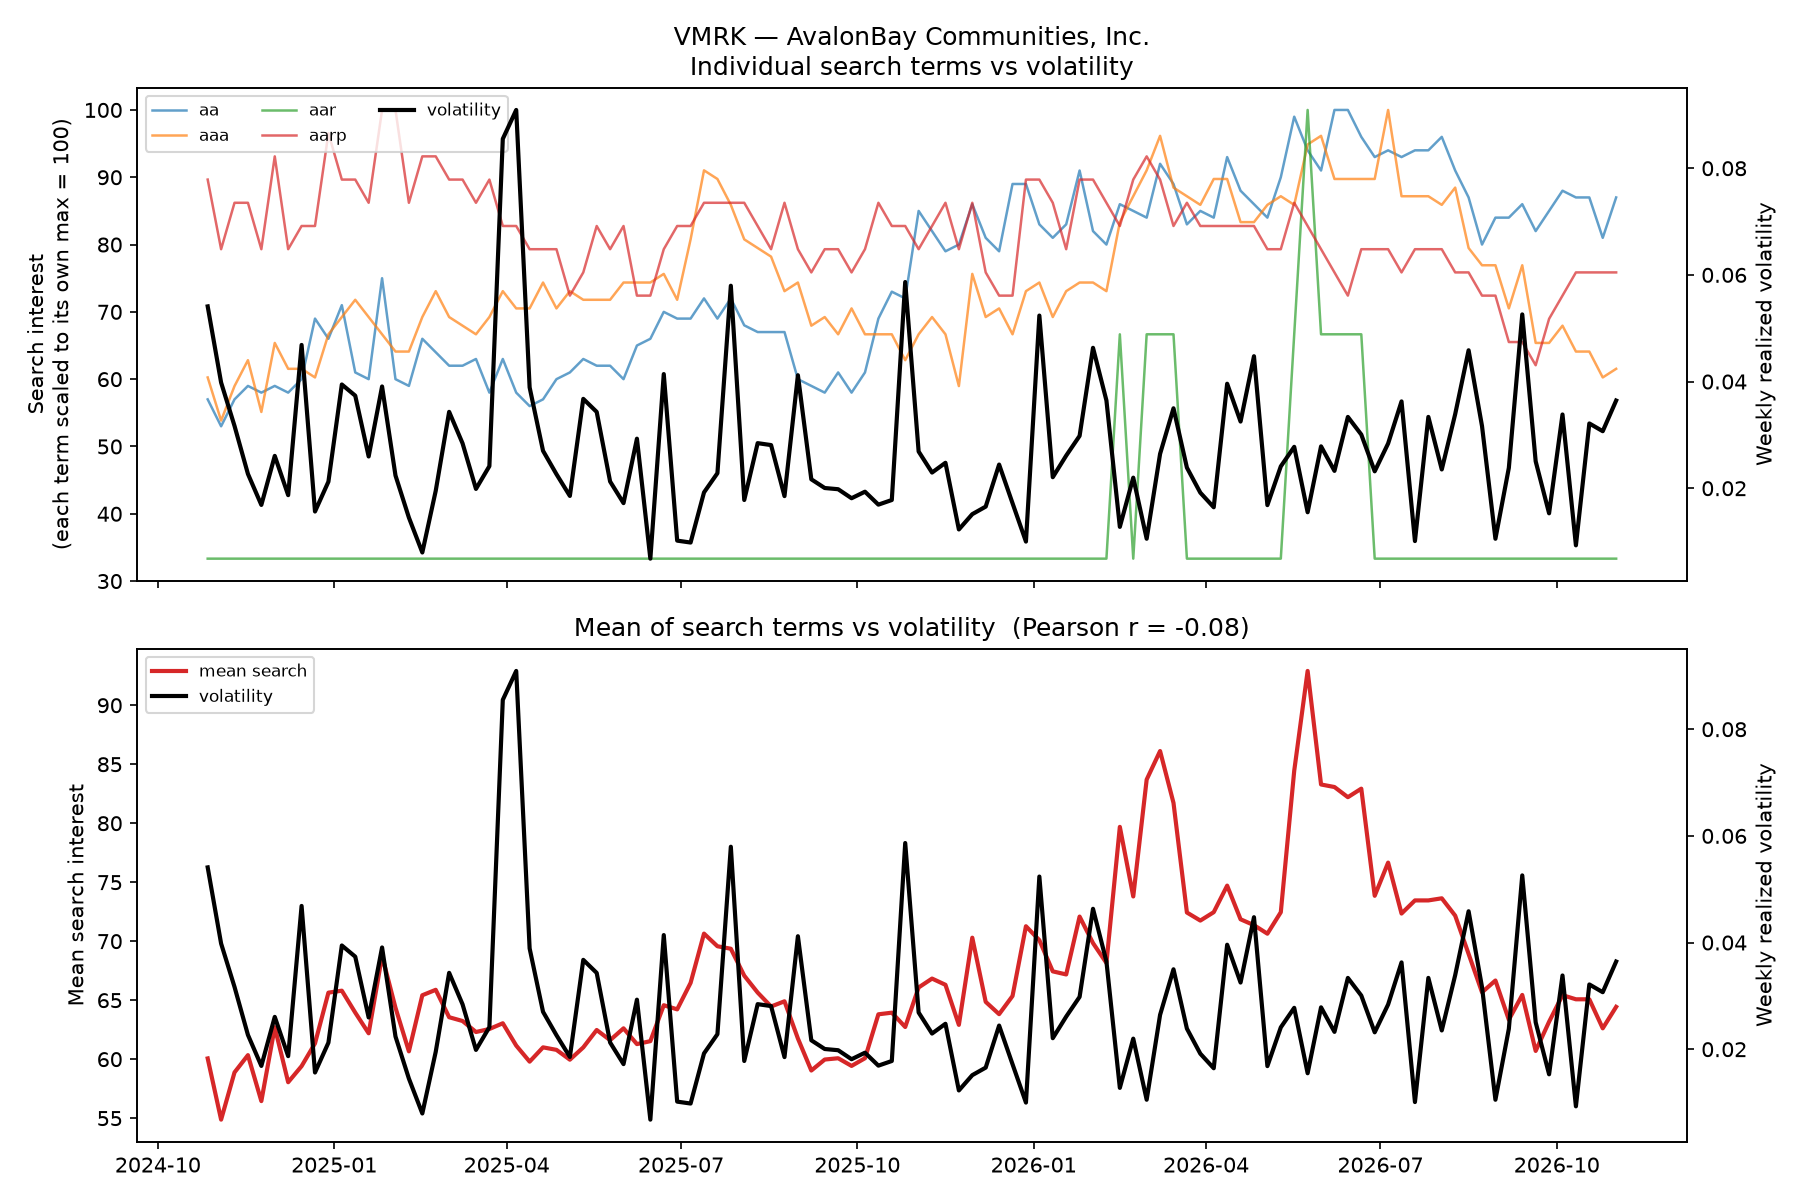 VMRK — AvalonBay Communities, Inc.
Individual search terms vs volatility
aa
aaa
aar
aarp
volatility
Search interest
(each term scaled to its own max = 100)
100
90
80
70
60
50
40
30
0.08
0.06
0.04
0.02
Weekly realized volatility
Mean of search terms vs volatility (Pearson r = -0.08)
mean search
volatility
Mean search interest
90
85
80
75
70
65
60
55
0.08
0.06
0.04
0.02
Weekly realized volatility
2024-10
2025-01
2025-04
2025-07
2025-10
2026-01
2026-04
2026-07
2026-10